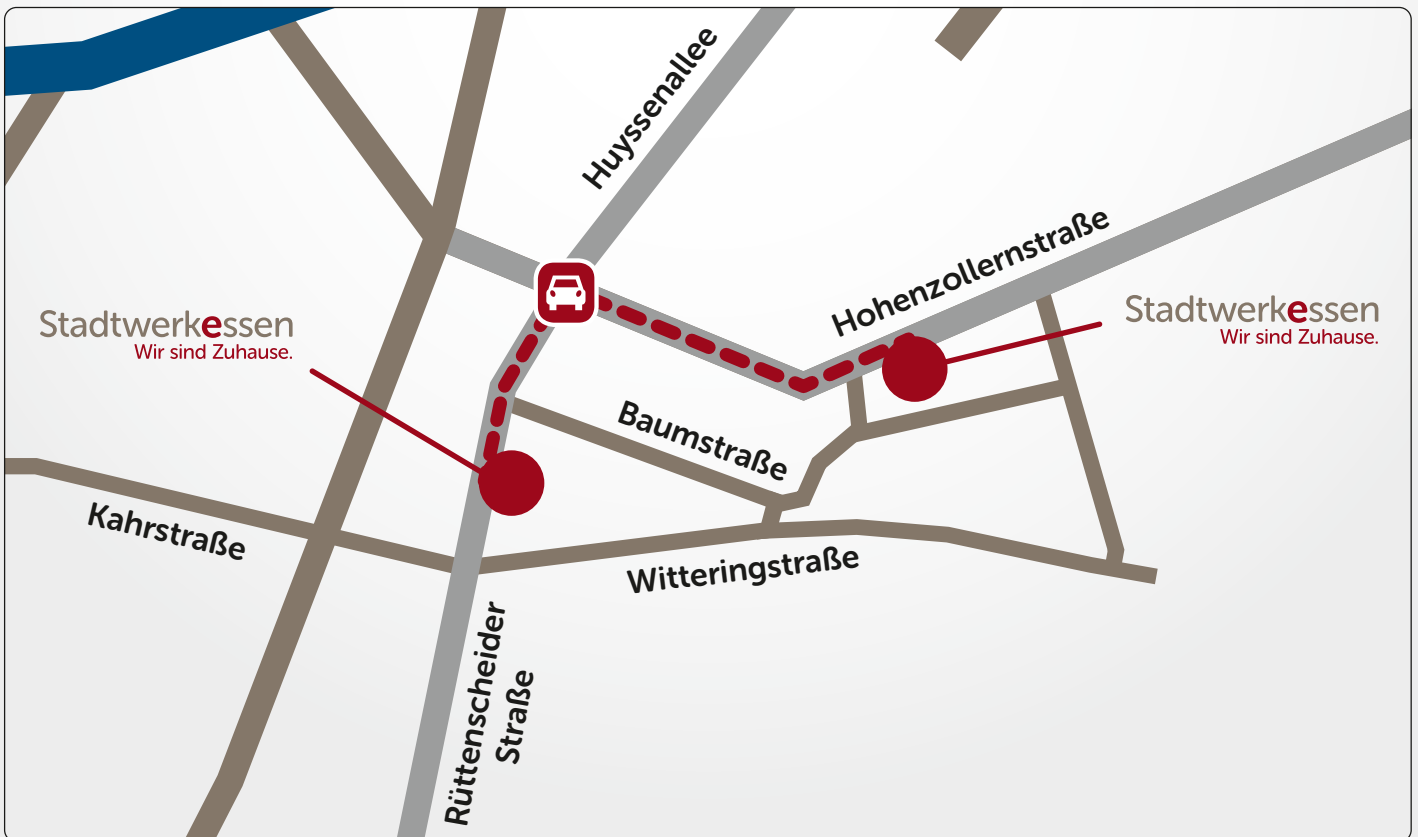 Huyssenallee
Hohenzollernstraße
Stadtwerkessen
Wir sind Zuhause.
Stadtwerkessen
Wir sind Zuhause.
Baumstraße
Kahrstraße
Witteringstraße
Rüttenscheider
Straße